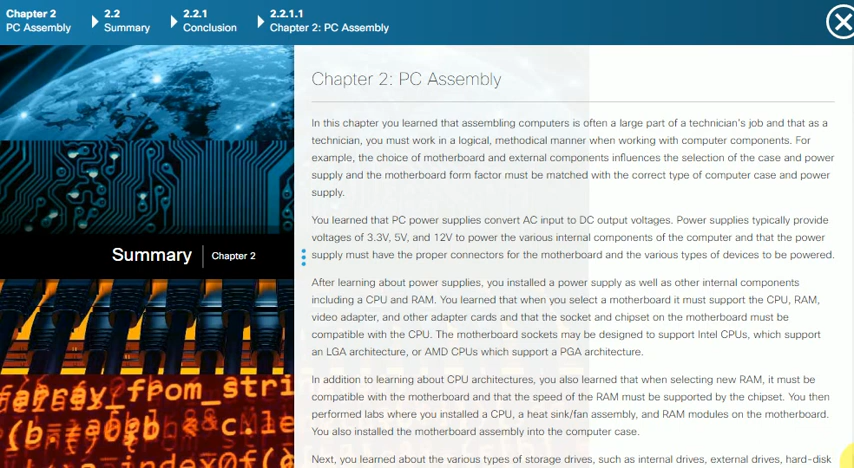 Chapter 2
PC Assembly
2.2
Summary
2.2.1
Conclusion
2.2.1.1
Chapter 2: PC Assembly
Chapter 2: PC Assembly
In this chapter you learned that assembling computers is often a large part of a technician's job and that as a
technician, you must work in a logical, methodical manner when working with computer components. For
example, the choice of motherboard and external components influences the selection of the case and power
supply and the motherboard form factor must be matched with the correct type of computer case and power
supply.
You learned that PC power supplies convert AC input to DC output voltages. Power supplies typically provide
voltages of 3.3V, 5V, and 12V to power the various internal components of the computer and that the power
supply must have the proper connectors for the motherboard and the various types of devices to be powered.
After learning about power supplies, you installed a power supply as well as other internal components
including a CPU and RAM. You learned that when you select a motherboard it must support the CPU, RAM,
video adapter, and other adapter cards and that the socket and chipset on the motherboard must be
compatible with the CPU. The motherboard sockets may be designed to support Intel CPUs, which support
an LGA architecture, or AMD CPUs which support a PGA architecture.
In addition to learning about CPU architectures, you also learned that when selecting new RAM, it must be
compatible with the motherboard and that the speed of the RAM must be supported by the chipset. You then
performed labs where you installed a CPU, a heat sink/fan assembly, and RAM modules on the motherboard.
You also installed the motherboard assembly into the computer case.
Next, you learned about the various types of storage drives, such as internal drives, external drives, hard-disk
Summary
Chapter 2